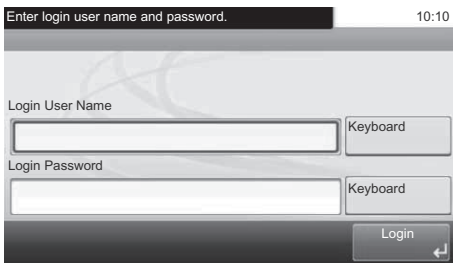 Enter login user name and password. 10:10
Login User Name
Keyboard
Login Password
Keyboard
Login